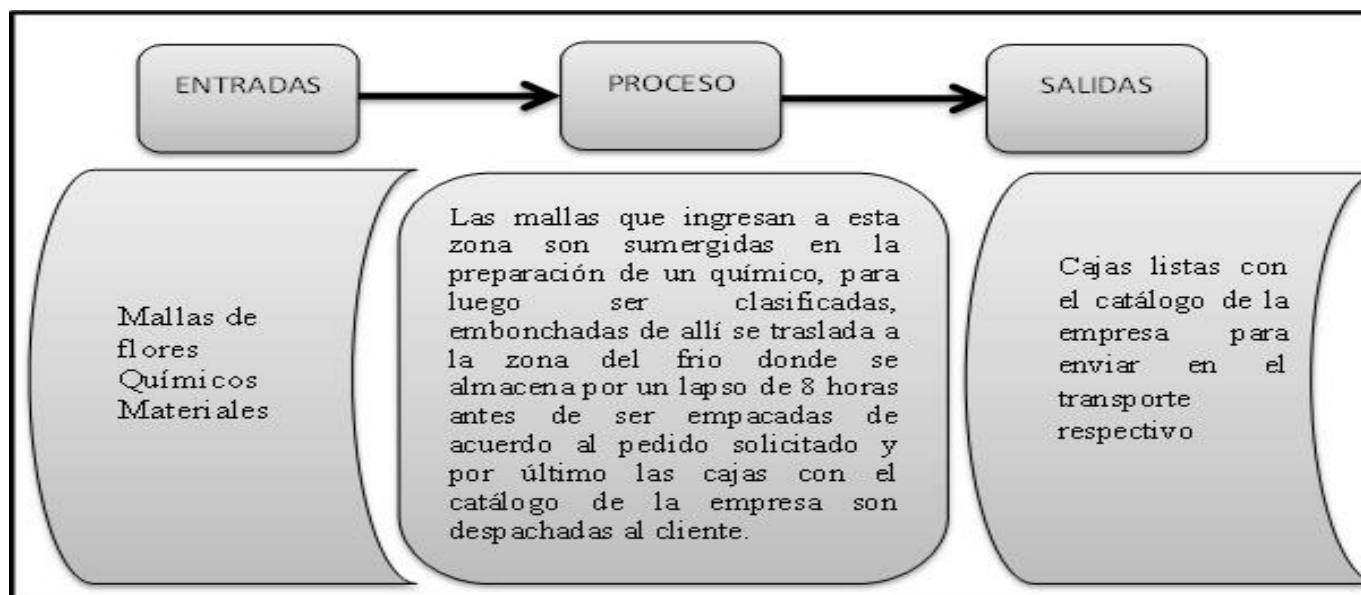 ENTRADAS
PROCESO
SALIDAS
Mallas de
flores
Químicos
Materiales
Las mallas que ingresan a esta
zona son sumergidas en la
preparación de un químico, para
luego ser clasificadas,
embonchadas de allí se traslada a
la zona del frio donde se
almacena por un lapso de 8 horas
antes de ser empacadas de
acuerdo al pedido solicitado y
por último las cajas con el
catálogo de la empresa son
despachadas al cliente.
Cajas listas con
el catálogo de la
empresa para
enviar en el
transporte
respectivo